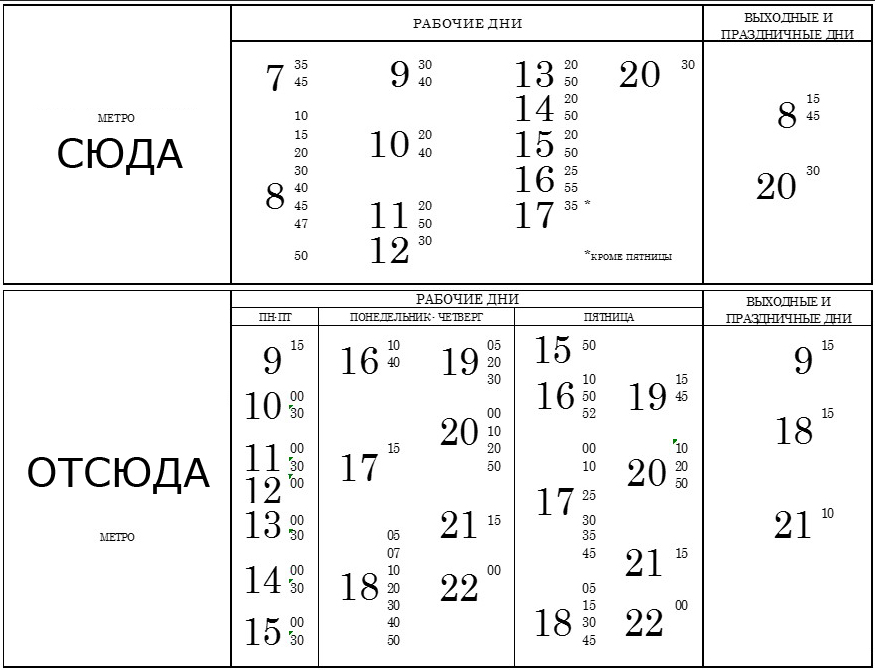 РАБОЧИЕ ДНИ
ВЫХОДНЫЕ И
ПРАЗДНИЧНЫЕ ДНИ
МЕТРО
СЮДА
7 35 45
8 10 15 20 30 40 45 47 50
9 30 40
10 20 40
11 20 50
12 30
13 20 50
14 20 50
15 20 50
16 25 55
17 35 *
20 30
*КРОМЕ ПЯТНИЦЫ
8 15 45
20 30
РАБОЧИЕ ДНИ
ВЫХОДНЫЕ И
ПРАЗДНИЧНЫЕ ДНИ
ПН-ПТ
ПОНЕДЕЛЬНИК - ЧЕТВЕРГ
ПЯТНИЦА
ОТСЮДА
МЕТРО
9 15
10 00 30
11 00 30
12 00
13 00 30
14 00 30
15 00 30
16 10 40
17 15
18 05 07 10 20 30 40 50
19 05 20 30
20 00 10 20 50
21 15
22 00
15 50
16 10 50 52
17 00 10 25 30 35 45
18 05 15 30 45
19 15 45
20 10 20 50
21 15
22 00
9 15
18 15
21 10